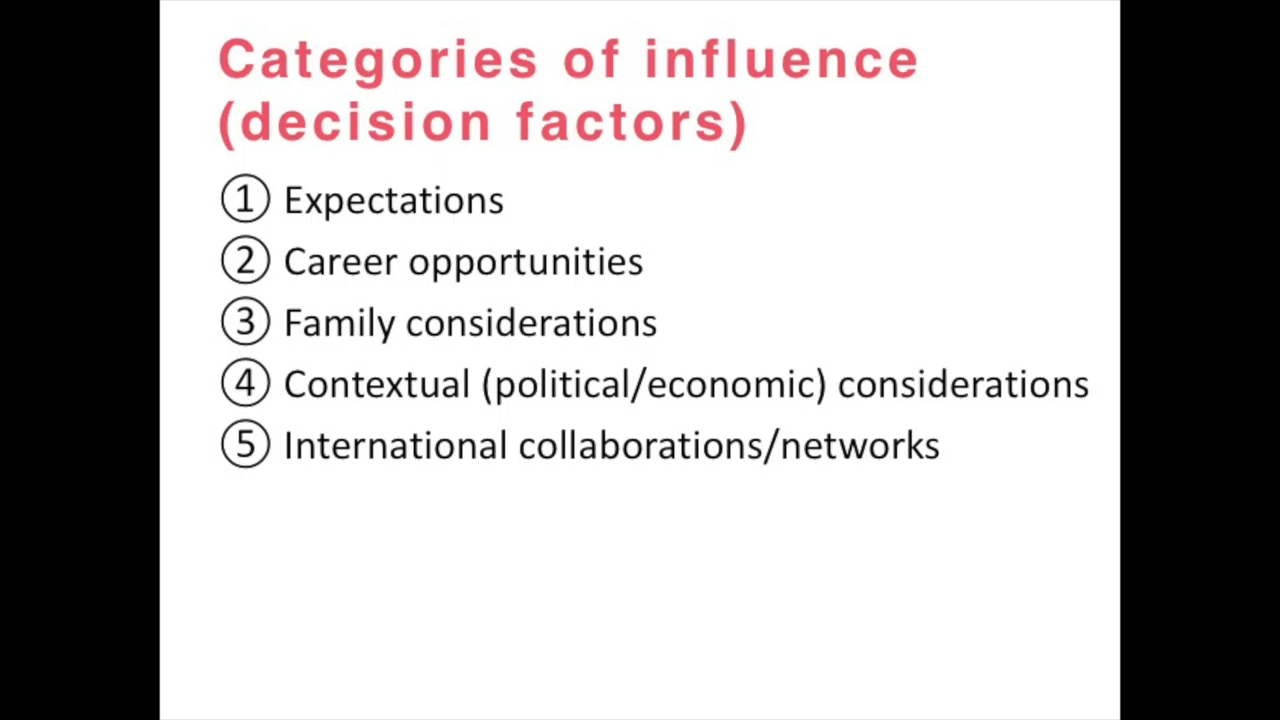 Categories of influence
(decision factors)
① Expectations
② Career opportunities
③ Family considerations
④ Contextual (political/economic) considerations
⑤ International collaborations/networks